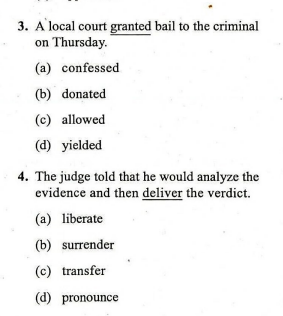 3. A local court granted bail to the criminal
on Thursday.
(a) confessed
(b) donated
(c) allowed
(d) yielded
4. The judge told that he would analyze the
evidence and then deliver the verdict.
(a) liberate
(b) surrender
(c) transfer
(d) pronounce